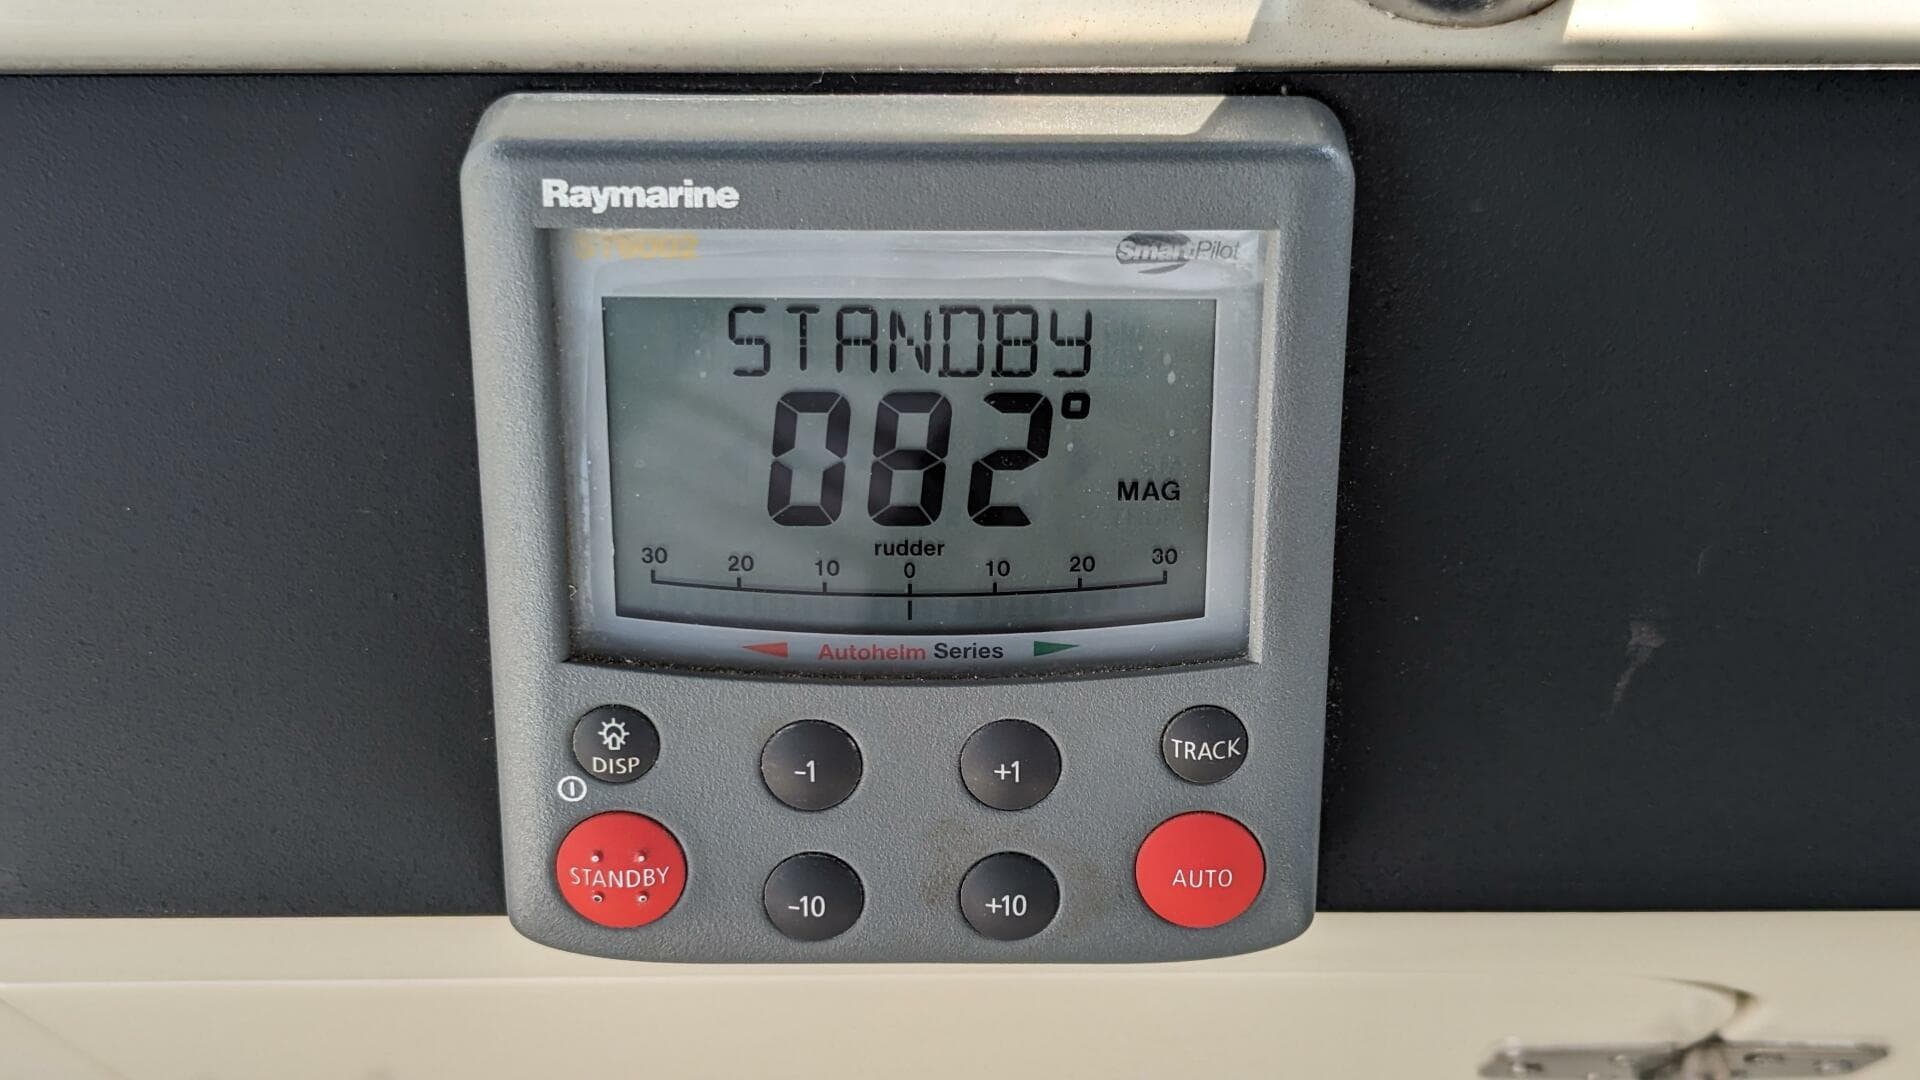 Raymarine
ST6002 SmartPilot
STANDBY
082°
MAG
rudder
30 20 10 0 10 20 30
Autohelm Series
DISP -1 +1 TRACK
STANDBY -10 +10 AUTO